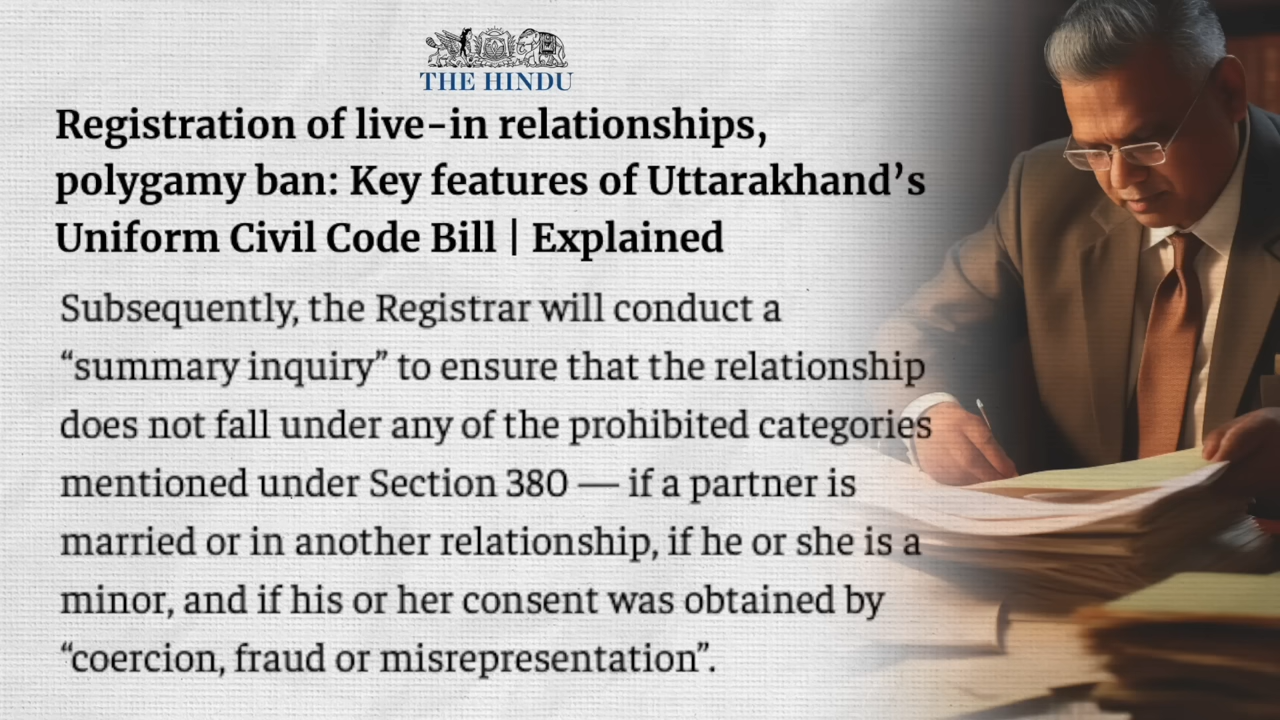 THE HINDU
Registration of live-in relationships,
polygamy ban: Key features of Uttarakhand’s
Uniform Civil Code Bill | Explained
Subsequently, the Registrar will conduct a
“summary inquiry” to ensure that the relationship
does not fall under any of the prohibited categories
mentioned under Section 380 — if a partner is
married or in another relationship, if he or she is a
minor, and if his or her consent was obtained by
“coercion, fraud or misrepresentation”.